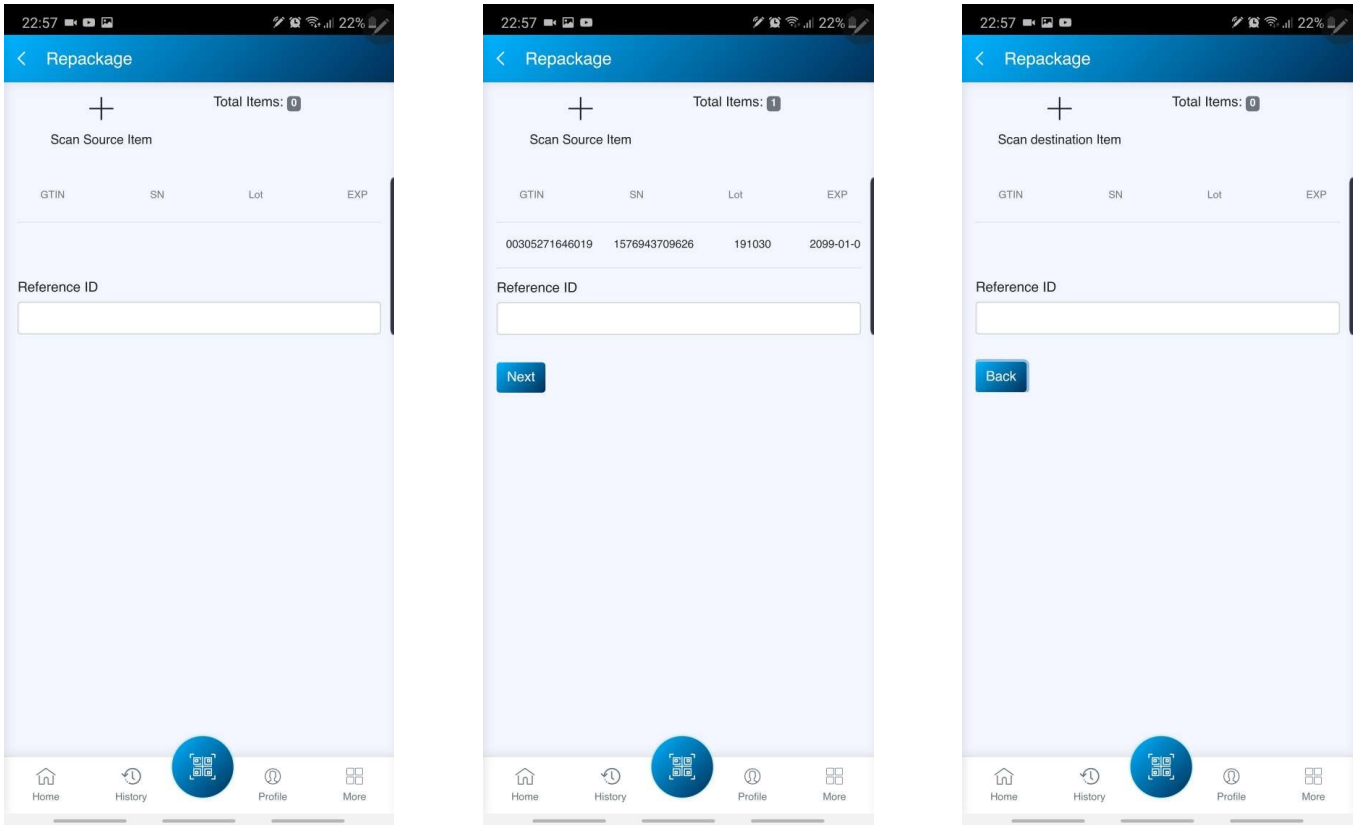 22:57 22%
Repackage
Total Items: 0
Scan Source Item
GTIN SN Lot EXP
Reference ID
Home History Profile More
22:57 22%
Repackage
Total Items: 1
Scan Source Item
GTIN SN Lot EXP
00305271646019 1576943709626 191030 2099-01-0
Reference ID
Next
Home History Profile More
22:57 22%
Repackage
Total Items: 0
Scan destination Item
GTIN SN Lot EXP
Reference ID
Back
Home History Profile More